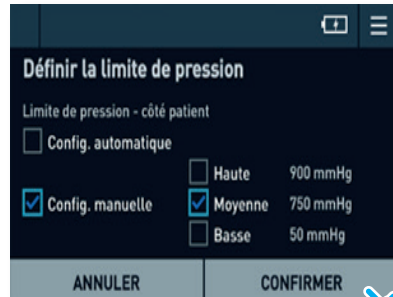 Définir la limite de pression
Limite de pression - côté patient
Config. automatique
Haute 900 mmHg
Config. manuelle Moyenne 750 mmHg
Basse 50 mmHg
ANNULER CONFIRMER